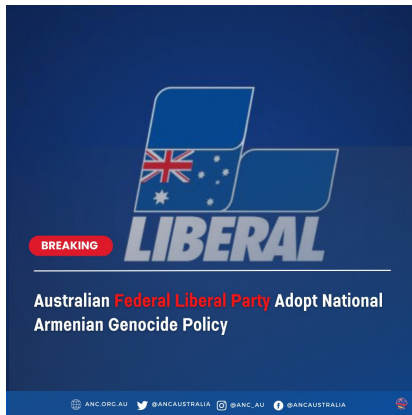 LIBERAL
BREAKING
Australian Federal Liberal Party Adopt National
Armenian Genocide Policy
ANC.ORG.AU @ANCAUSTRALIA @ANC_AU @ANCAUSTRALIA